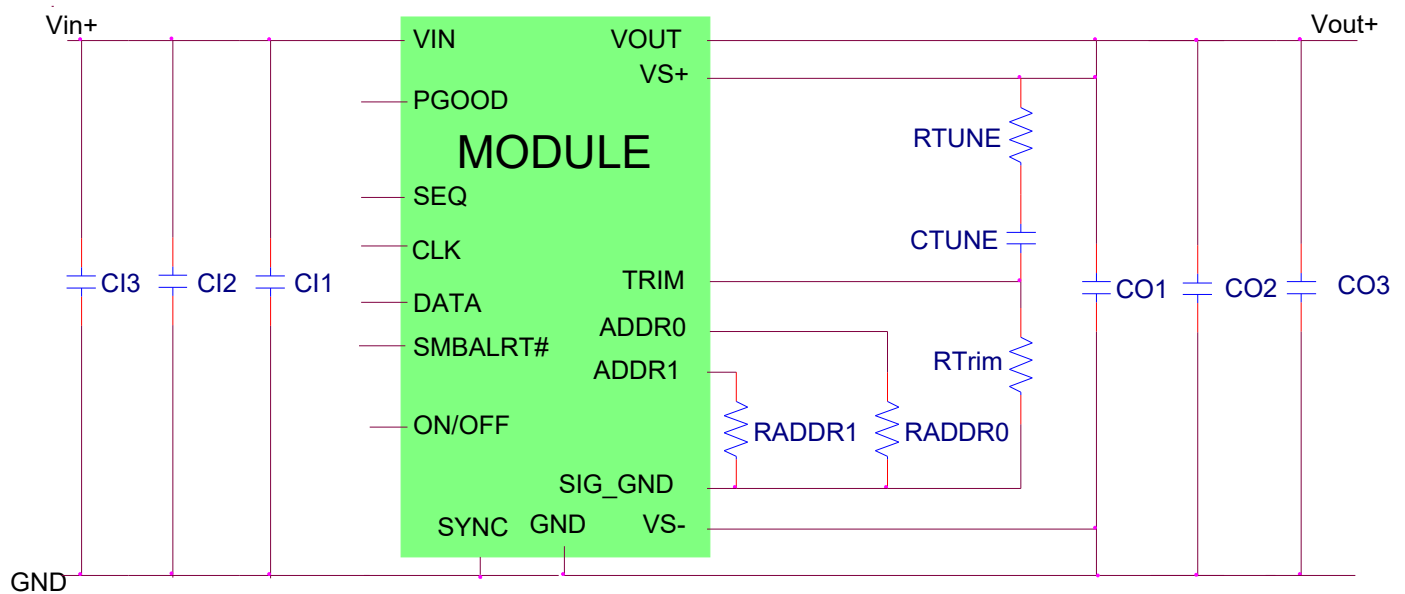 Vin+
Vout+
VIN
VOUT
VS+
PGOOD
MODULE
RTUNE
SEQ
CTUNE
CLK
TRIM
CI3
CI2
CI1
CO1
CO2
CO3
DATA
ADDR0
SMBALRT#
ADDR1
RTrim
ON/OFF
RADDR1
RADDR0
SIG_GND
SYNC
GND
VS-
GND